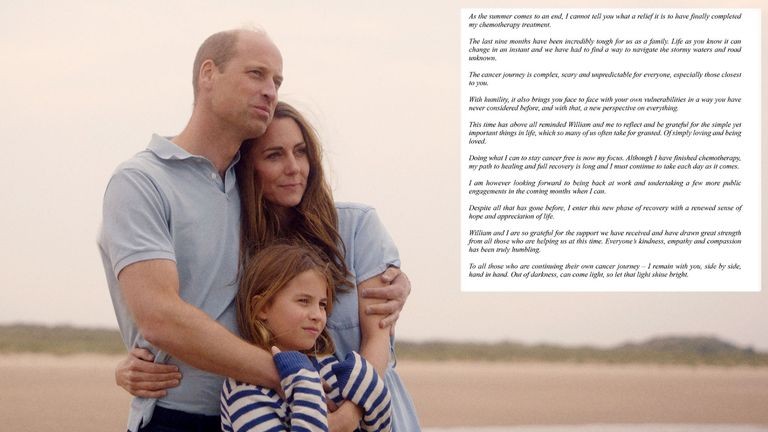 As the summer comes to an end, I cannot tell you what a relief it is to have finally completed
my chemotherapy treatment.
The last nine months have been incredibly tough for us as a family. Life as you know it can
change in an instant and we have had to find a way to navigate the stormy waters and road
unknown.
The cancer journey is complex, scary and unpredictable for everyone, especially those closest
to you.
With humility, it also brings you face to face with your own vulnerabilities in a way you have
never considered before, and with that, a new perspective on everything.
This time has above all reminded William and me to reflect and be grateful for the simple yet
important things in life, which so many of us often take for granted. Of simply loving and being
loved.
Doing what I can to stay cancer free is now my focus. Although I have finished chemotherapy,
my path to healing and full recovery is long and I must continue to take each day as it comes.
I am however looking forward to being back at work and undertaking a few more public
engagements in the coming months when I can.
Despite all that has gone before, I enter this new phase of recovery with a renewed sense of
hope and appreciation of life.
William and I are so grateful for the support we have received and have drawn great strength
from all those who are helping us at this time. Everyone's kindness, empathy and compassion
has been truly humbling.
To all those who are continuing their own cancer journey – I remain with you, side by side,
hand in hand. Out of darkness, can come light, so let that light shine bright.